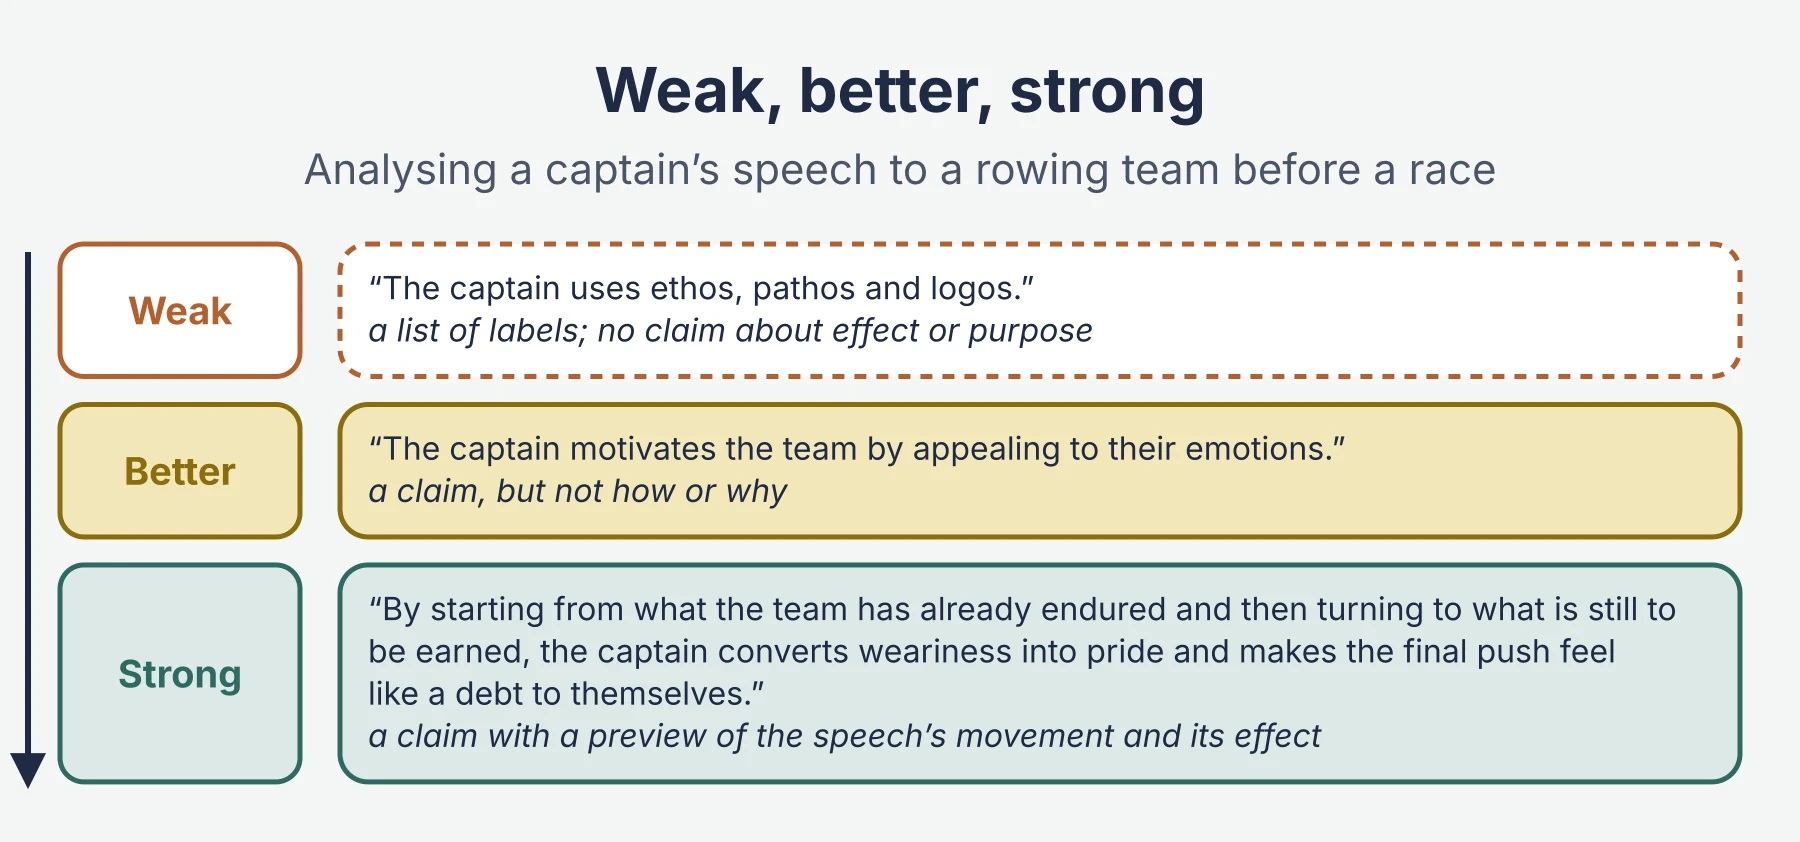 Weak, better, strong
Analysing a captain’s speech to a rowing team before a race
Weak
“The captain uses ethos, pathos and logos.”
a list of labels; no claim about effect or purpose
Better
“The captain motivates the team by appealing to their emotions.”
a claim, but not how or why
Strong
“By starting from what the team has already endured and then turning to what is still to
be earned, the captain converts weariness into pride and makes the final push feel
like a debt to themselves.”
a claim with a preview of the speech’s movement and its effect